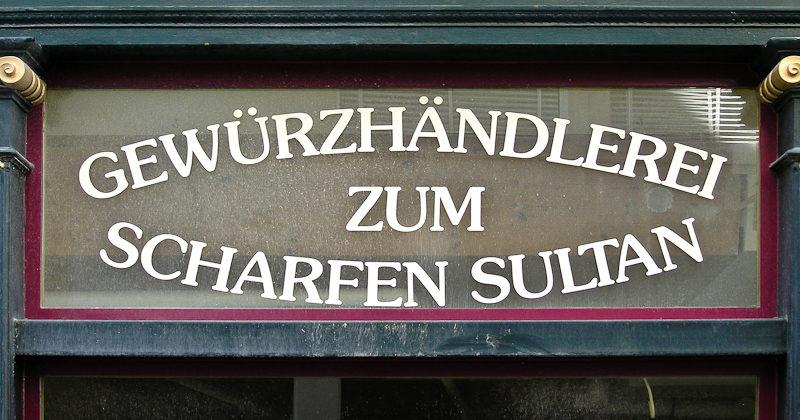 GEWÜRZHÄNDLEREI
ZUM
SCHARFEN SULTAN